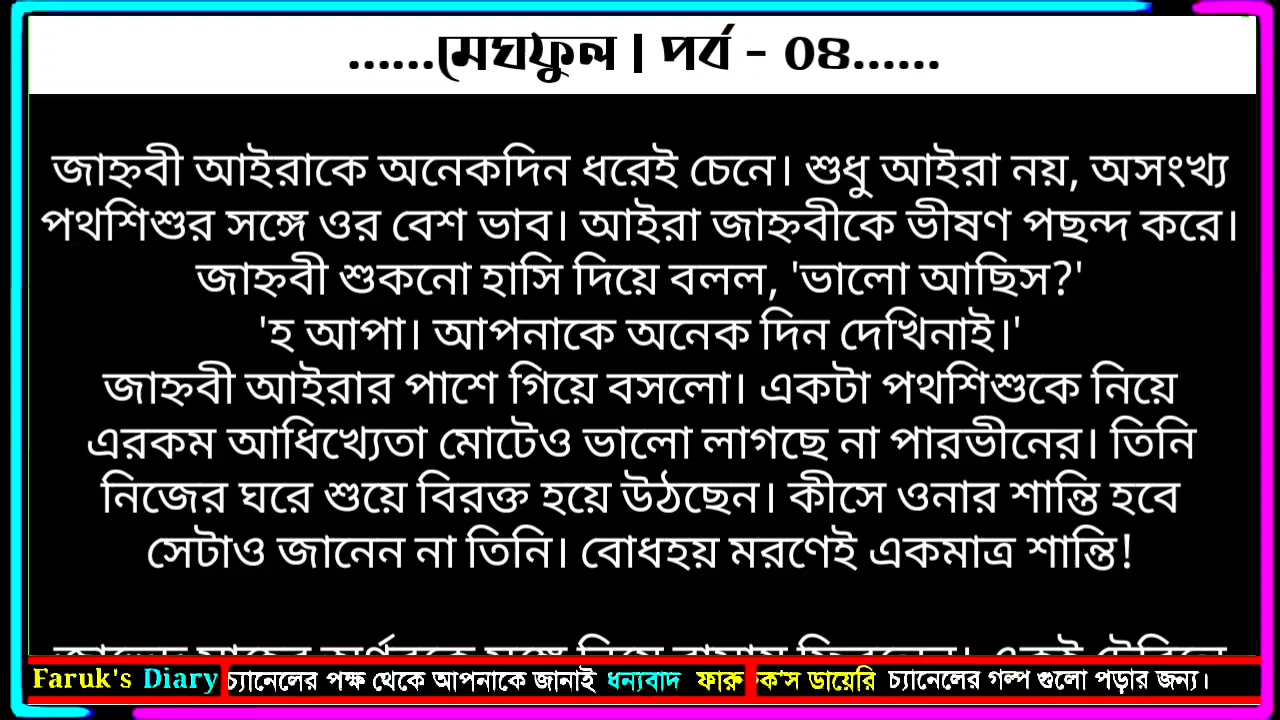 ......মেঘফুল | পর্ব - 04......
জাহ্নবী আইরাকে অনেকদিন ধরেই চেনে। শুধু আইরা নয়, অসংখ্য
পথশিশুর সঙ্গে ওর বেশ ভাব। আইরা জাহ্নবীকে ভীষণ পছন্দ করে।
জাহ্নবী শুকনো হাসি দিয়ে বলল, 'ভালো আছিস?'
'হ আপা। আপনাকে অনেক দিন দেখিনাই।'
জাহ্নবী আইরার পাশে গিয়ে বসলো। একটা পথশিশুকে নিয়ে
এরকম আধিখ্যেতা মোটেও ভালো লাগছে না পারভীনের। তিনি
নিজের ঘরে শুয়ে বিরক্ত হয়ে উঠছেন। কীসে ওনার শান্তি হবে
সেটাও জানেন না তিনি। বোধহয় মরণেই একমাত্র শান্তি!
Faruk's Diary চ্যানেলের পক্ষ থেকে আপনাকে জানাই ধন্যবাদ ফারু ক'স ডায়েরি চ্যানেলের গল্প গুলো পড়ার জন্য।